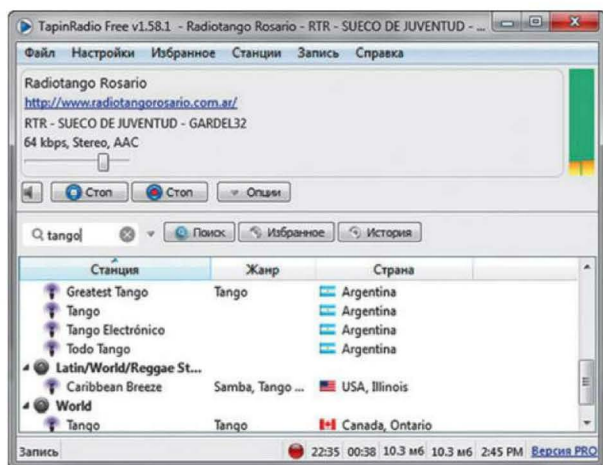 TapinRadio Free v1.58.1 - Radiotango Rosario - RTR - SUECO DE JUVENTUD - ...
Файл Настройки Избранное Станции Запись Справка
Radiotango Rosario
http://www.radiotangorosario.com.ar/
RTR - SUECO DE JUVENTUD - GARDEL32
64 kbps, Stereo, AAC
Стоп Стоп Опции
tango Поиск Избранное История
Станция Жанр Страна
Greatest Tango Tango Argentina
Tango Argentina
Tango Electrónico Argentina
Todo Tango Argentina
Latin/World/Reggae St...
Caribbean Breeze Samba, Tango ... USA, Illinois
World
Tango Tango Canada, Ontario
Запись 22:35 00:38 10.3 мб 10.3 мб 2:45 PM Версия PRO